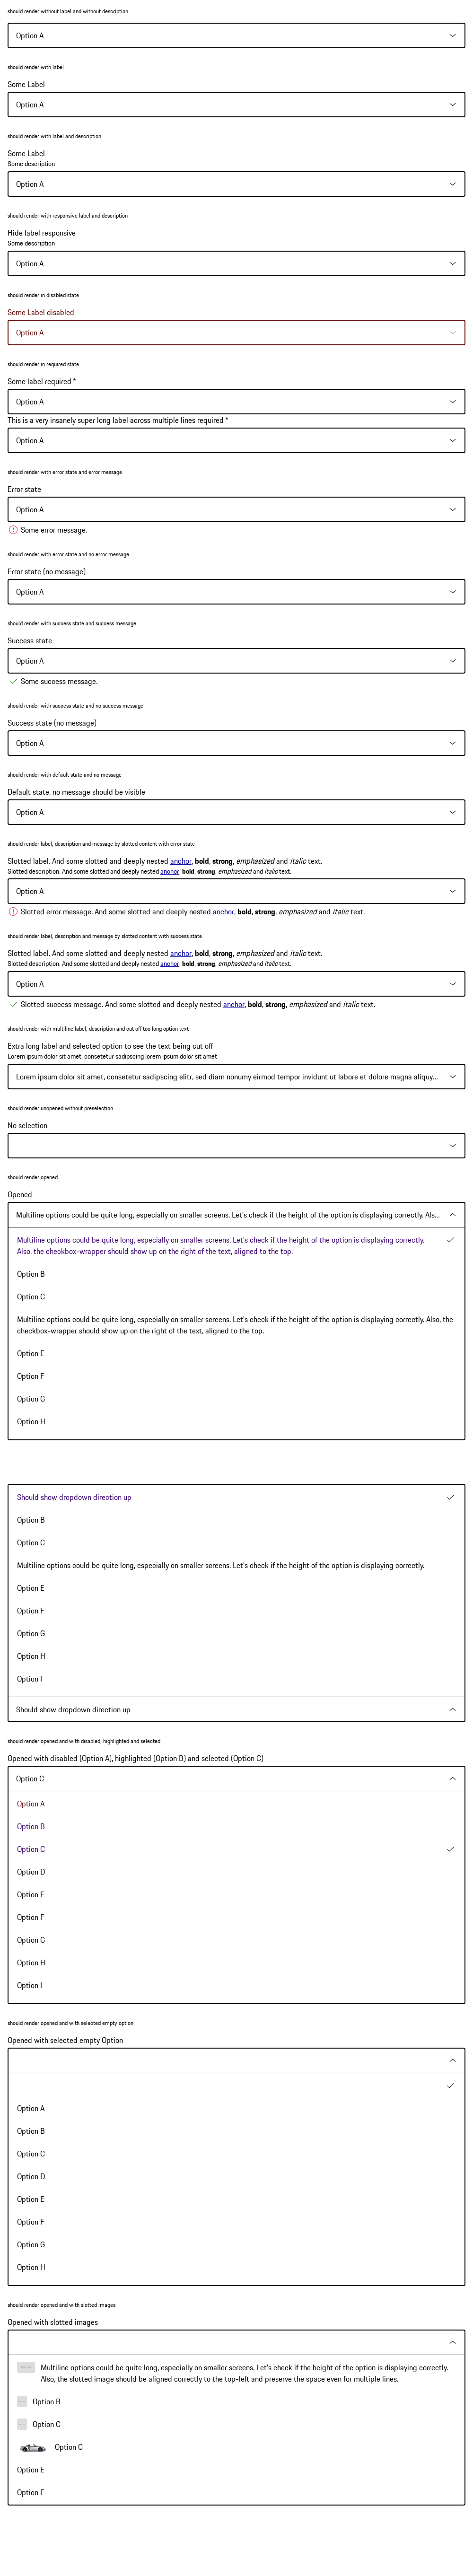 should render without label and without description
Option A
should render with label
Some Label
Option A
should render with label and description
Some Label
Some description
Option A
should render with responsive label and description
Hide label responsive
Some description
Option A
should render in disabled state
Some Label disabled
Option A
should render in required state
Some label required *
Option A
This is a very insanely super long label across multiple lines required *
Option A
should render with error state and error message
Error state
Option A
Some error message.
should render with error state and no error message
Error state (no message)
Option A
should render with success state and success message
Success state
Option A
Some success message.
should render with success state and no success message
Success state (no message)
Option A
should render with default state and no message
Default state, no message should be visible
Option A
should render label, description and message by slotted content with error state
Slotted label. And some slotted and deeply nested anchor, bold, strong, emphasized and italic text.
Slotted description. And some slotted and deeply nested anchor, bold, strong, emphasized and italic text.
Option A
Slotted error message. And some slotted and deeply nested anchor, bold, strong, emphasized and italic text.
should render label, description and message by slotted content with success state
Slotted label. And some slotted and deeply nested anchor, bold, strong, emphasized and italic text.
Slotted description. And some slotted and deeply nested anchor, bold, strong, emphasized and italic text.
Option A
Slotted success message. And some slotted and deeply nested anchor, bold, strong, emphasized and italic text.
should render with multiline label, description and cut off too long option text
Extra long label and selected option to see the text being cut off
Lorem ipsum dolor sit amet, consetetur sadipscing lorem ipsum dolor sit amet
Lorem ipsum dolor sit amet, consetetur sadipscing elitr, sed diam nonumy eirmod tempor invidunt ut labore et dolore magna aliquy...
should render unopened without preselection
No selection
should render opened
Opened
Multiline options could be quite long, especially on smaller screens. Let's check if the height of the option is displaying correctly. Als...
Multiline options could be quite long, especially on smaller screens. Let's check if the height of the option is displaying correctly.
Also, the checkbox-wrapper should show up on the right of the text, aligned to the top.
Option B
Option C
Multiline options could be quite long, especially on smaller screens. Let's check if the height of the option is displaying correctly. Also, the
checkbox-wrapper should show up on the right of the text, aligned to the top.
Option E
Option F
Option G
Option H
Should show dropdown direction up
Option B
Option C
Multiline options could be quite long, especially on smaller screens. Let's check if the height of the option is displaying correctly.
Option E
Option F
Option G
Option H
Option I
Should show dropdown direction up
should render opened and with disabled, highlighted and selected
Opened with disabled (Option A), highlighted (Option B) and selected (Option C)
Option C
Option A
Option B
Option C
Option D
Option E
Option F
Option G
Option H
Option I
should render opened and with selected empty option
Opened with selected empty Option
Option A
Option B
Option C
Option D
Option E
Option F
Option G
Option H
should render opened and with slotted images
Opened with slotted images
Multiline options could be quite long, especially on smaller screens. Let's check if the height of the option is displaying correctly.
Also, the slotted image should be aligned correctly to the top-left and preserve the space even for multiple lines.
Option B
Option C
Option C
Option E
Option F